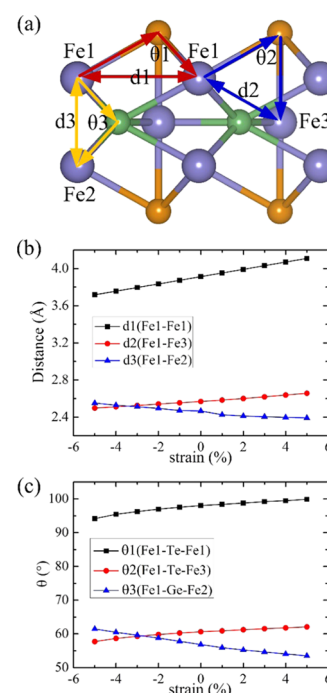 (a)
Fe1 θ1 Fe1 θ2
d1
d3 θ3 d2
Fe2 Fe3
(b)
4.0
3.6
3.2
2.8
2.4
Distance (Å)
d1(Fe1-Fe1)
d2(Fe1-Fe3)
d3(Fe1-Fe2)
-6 -4 -2 0 2 4 6
strain (%)
(c)
100
90
80
70
60
50
θ (°)
θ1(Fe1-Te-Fe1)
θ2(Fe1-Te-Fe3)
θ3(Fe1-Ge-Fe2)
-6 -4 -2 0 2 4 6
strain (%)